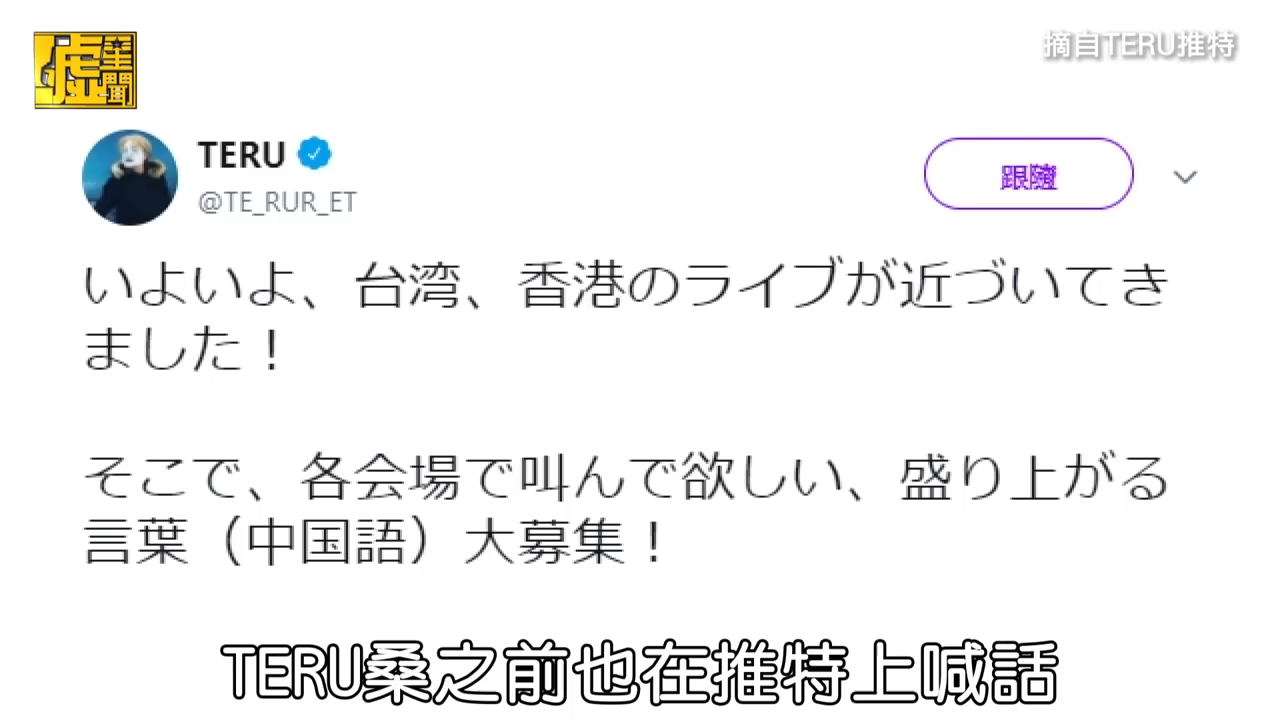 摘自TERU推特
噓星聞
TERU
@TE_RUR_ET
跟隨
いよいよ、台湾、香港のライブが近づいてき
ました！
そこで、各会場で叫んで欲しい、盛り上がる
言葉（中国語）大募集！
TERU桑之前也在推特上喊話